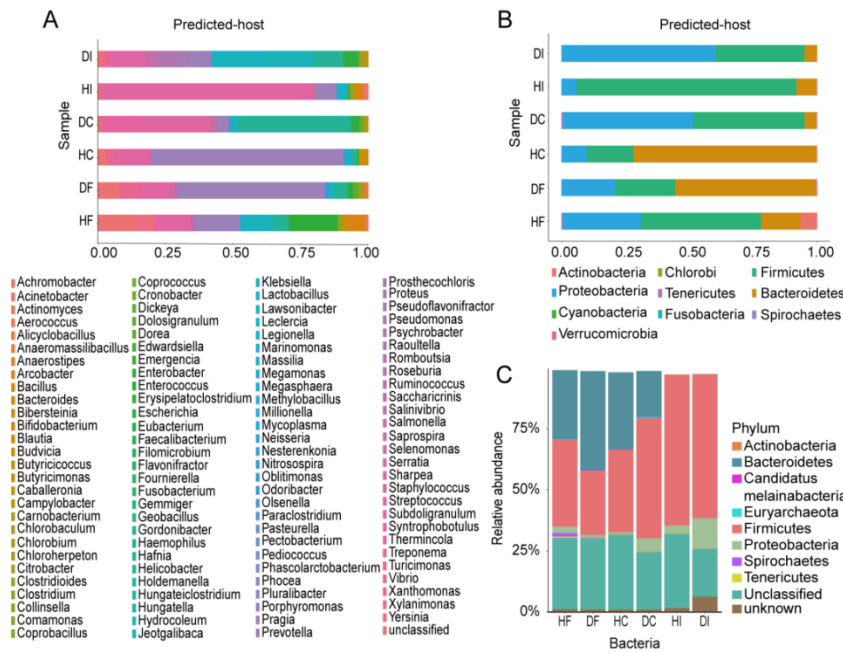 A
Predicted-host
Sample
DI
HI
DC
HC
DF
HF
0.00
0.25
0.50
0.75
1.00
Achromobacter
Acinetobacter
Actinomyces
Aerococcus
Alicyclobacillus
Anaeromassilibacillus
Anaerostipes
Arcobacter
Bacillus
Bacteroides
Bibersteinia
Bifidobacterium
Blautia
Budvicia
Butyricicoccus
Butyricimonas
Caballeronia
Campylobacter
Carnobacterium
Chlorobaculum
Chlorobium
Chloroherpeton
Citrobacter
Clostridioides
Clostridium
Collinsella
Comamonas
Coprobacillus
Coprococcus
Cronobacter
Dickeya
Dolosigranulum
Dorea
Edwardsiella
Emergencia
Enterobacter
Enterococcus
Erysipelatoclostridium
Escherichia
Eubacterium
Faecalibacterium
Filomicrobium
Flavonifractor
Fournierella
Fusobacterium
Gemmiger
Geobacillus
Gordonibacter
Haemophilus
Hafnia
Helicobacter
Holdemanella
Hungateiclostridium
Hungatella
Hydrocoleum
Jeotgalibaca
Klebsiella
Lactobacillus
Lawsonibacter
Leclercia
Legionella
Marinomonas
Massilia
Megamonas
Megasphaera
Methylobacillus
Millionella
Mycoplasma
Neisseria
Nesterenkonia
Nitrosospira
Oblitimonas
Odoribacter
Olsenella
Paraclostridium
Pasteurella
Pectobacterium
Pediococcus
Phascolarctobacterium
Phocea
Pluralibacter
Porphyromonas
Pragia
Prevotella
Prosthecochloris
Proteus
Pseudoflavonifractor
Pseudomonas
Psychrobacter
Raoultella
Romboutsia
Roseburia
Ruminococcus
Saccharicrinis
Salinivibrio
Salmonella
Saprospira
Selenomonas
Serratia
Sharpea
Staphylococcus
Streptococcus
Subdoligranulum
Syntrophobotulus
Thermincola
Treponema
Turicimonas
Vibrio
Xanthomonas
Xylanimonas
Yersinia
unclassified
B
Predicted-host
Sample
DI
HI
DC
HC
DF
HF
0.00
0.25
0.50
0.75
1.00
Actinobacteria
Chlorobi
Firmicutes
Proteobacteria
Tenericutes
Bacteroidetes
Cyanobacteria
Fusobacteria
Spirochaetes
Verrucomicrobia
C
Relative abundance
75%
50%
25%
0%
HF
DF
HC
DC
HI
DI
Bacteria
Phylum
Actinobacteria
Bacteroidetes
Candidatus
melainabacteria
Euryarchaeota
Firmicutes
Proteobacteria
Spirochaetes
Tenericutes
Unclassified
unknown